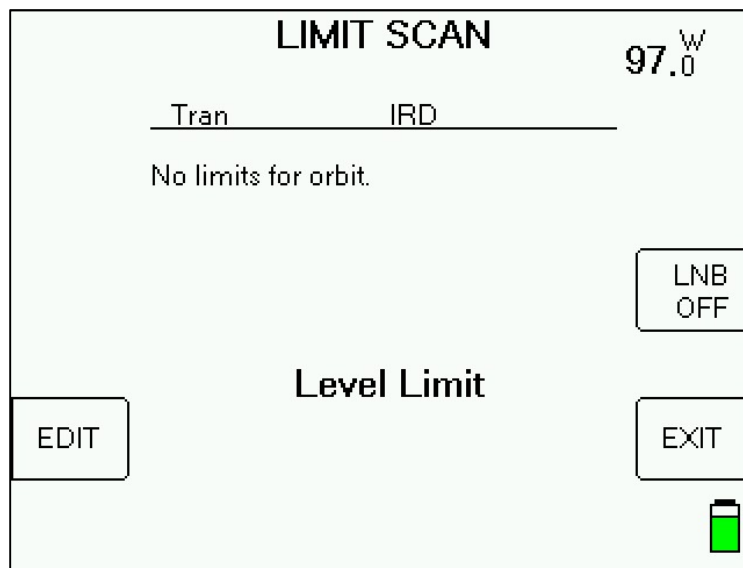 LIMIT SCAN
97.0 W
Tran IRD
No limits for orbit.
LNB
OFF
Level Limit
EDIT
EXIT